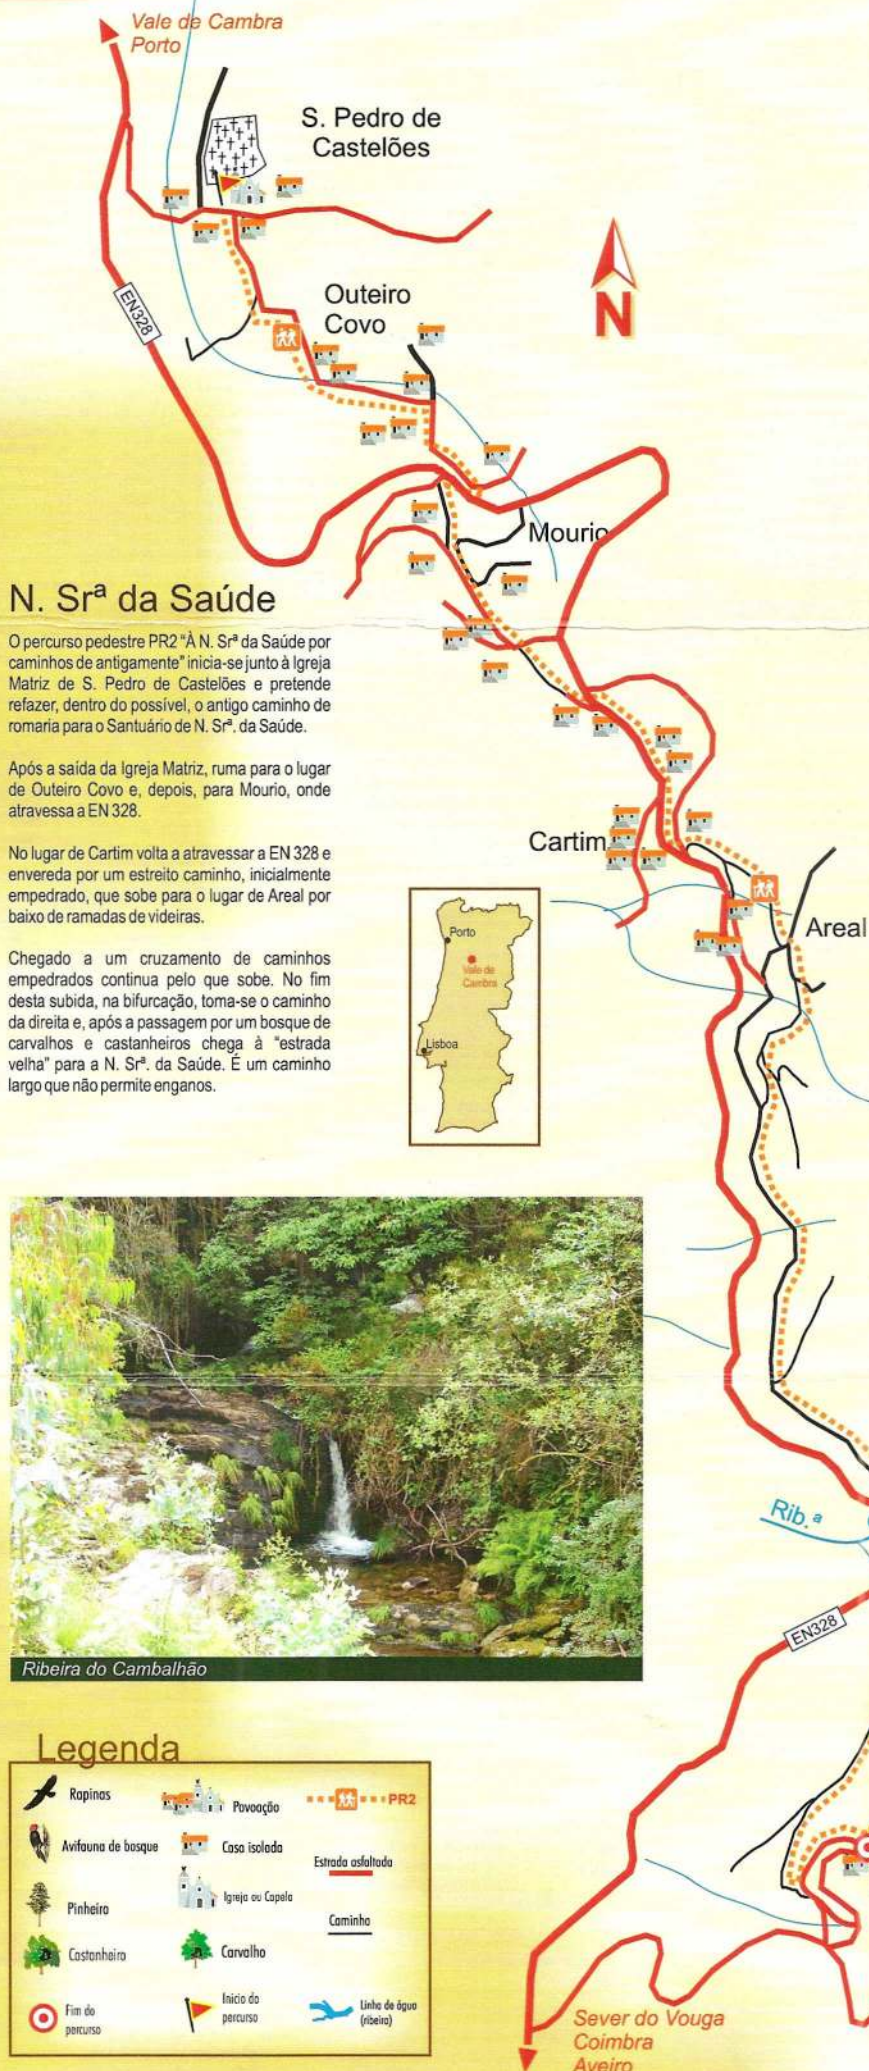 Vale de Cambra
Porto
S. Pedro de
Castelões
EN328
Outeiro
Covo
N
Mourio
N. Srª da Saúde
O percurso pedestre PR2 “À N. Srª da Saúde por
caminhos de antigamente” inicia-se junto à Igreja
Matriz de S. Pedro de Castelões e pretende
refazer, dentro do possível, o antigo caminho de
romaria para o Santuário de N. Srª. da Saúde.
Após a saída da Igreja Matriz, ruma para o lugar
de Outeiro Covo e, depois, para Mourio, onde
atravessa a EN 328.
No lugar de Cartim volta a atravessar a EN 328 e
envereda por um estreito caminho, inicialmente
empedrado, que sobe para o lugar de Areal por
baixo de ramadas de videiras.
Chegado a um cruzamento de caminhos
empedrados continua pelo que sobe. No fim
desta subida, na bifurcação, toma-se o caminho
da direita e, após a passagem por um bosque de
carvalhos e castanheiros chega à “estrada
velha” para a N. Srª. da Saúde. É um caminho
largo que não permite enganos.
Cartim
Areal
Porto
Vale de
Cambra
Lisboa
Ribeira do Cambalhão
Rib.ª
EN328
Legenda
Rapinas
Povoação
PR2
Avifauna de bosque
Casa isolada
Estrada asfaltada
Pinheiro
Igreja ou Capela
Caminho
Castanheiro
Carvalho
Fim do
percurso
Início do
percurso
Linha de água
(ribeira)
Sever do Vouga
Coimbra
Aveiro